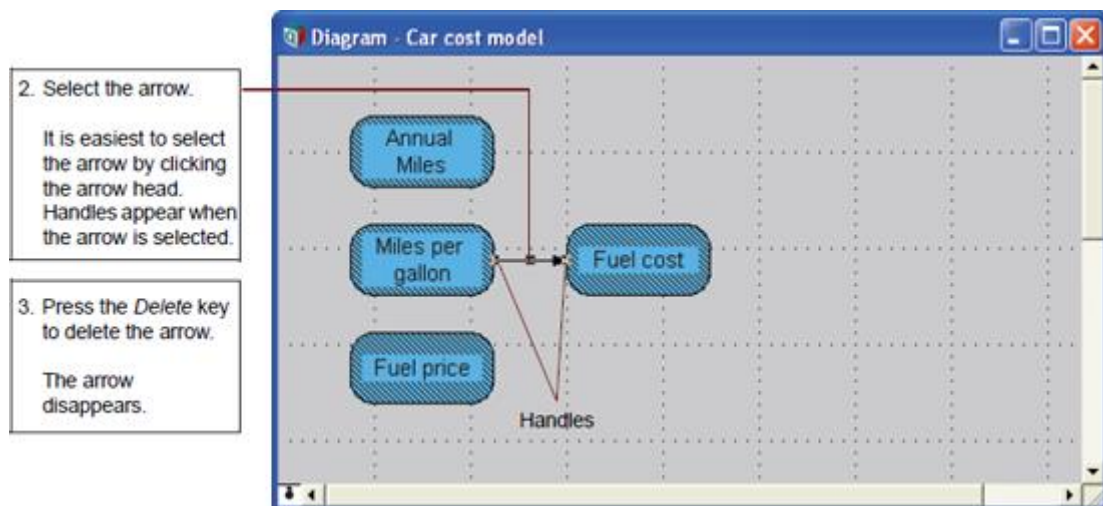 Diagram - Car cost model
2. Select the arrow.
It is easiest to select
the arrow by clicking
the arrow head.
Handles appear when
the arrow is selected.
3. Press the Delete key
to delete the arrow.
The arrow
disappears.
Annual
Miles
Miles per
gallon
Fuel cost
Fuel price
Handles